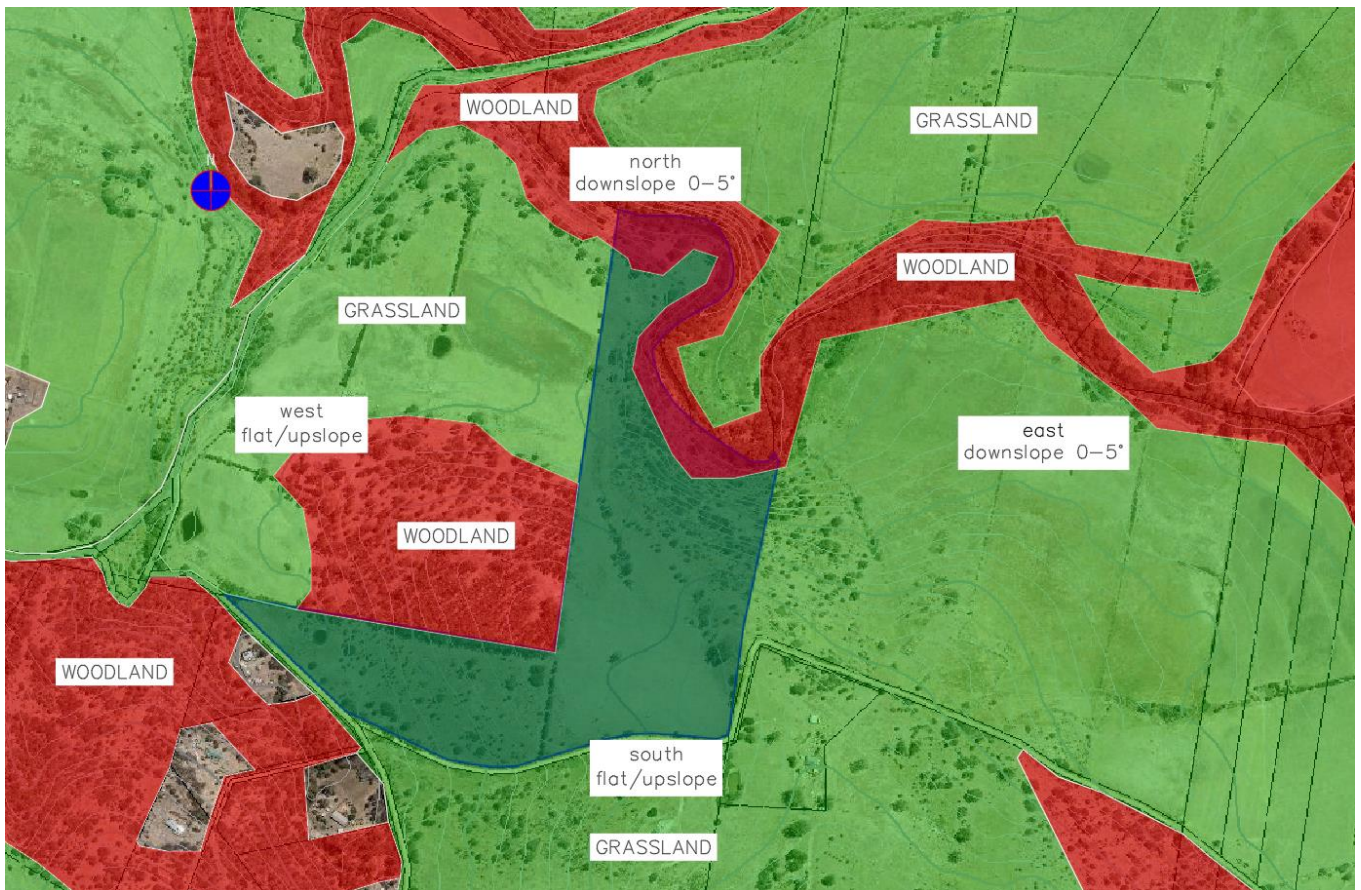 WOODLAND
GRASSLAND
north
downslope 0–5°
WOODLAND
GRASSLAND
west
flat/upslope
east
downslope 0–5°
WOODLAND
WOODLAND
south
flat/upslope
GRASSLAND